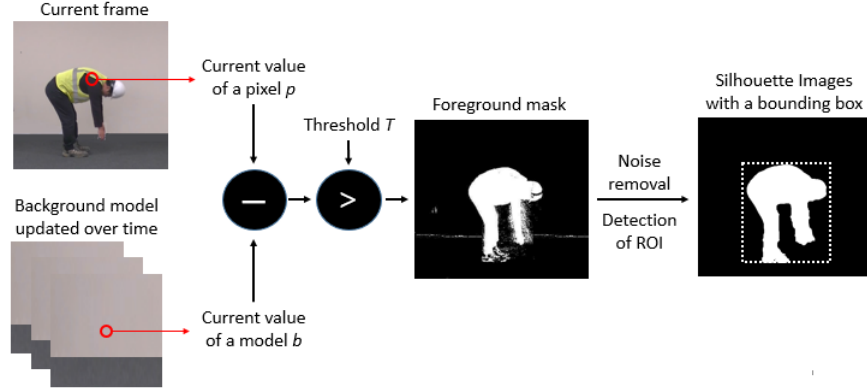 Current frame
Current value
of a pixel p
Threshold T
Foreground mask
Silhouette Images
with a bounding box
Noise
removal
Detection
of ROI
–
>
Background model
updated over time
Current value
of a model b